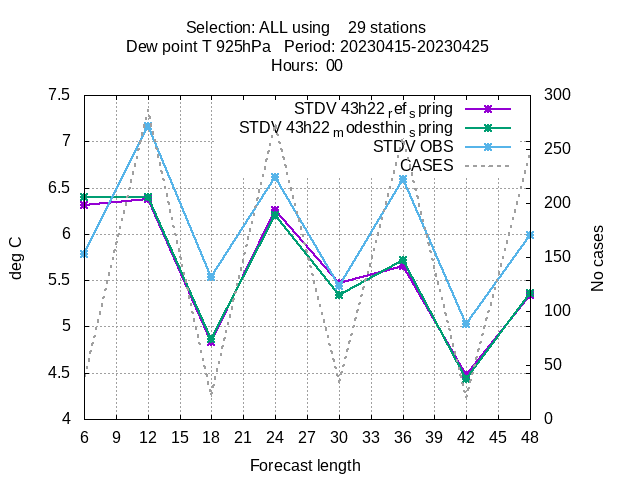 Selection: ALL using 29 stations
Dew point T 925hPa Period: 20230415-20230425
Hours: 00
7.5 300
STDV 43h22_ref_spring
STDV 43h22_modesthin_spring
7 250
STDV OBS
CASES
6.5 200
6 150
5.5 100
5 50
4.5 0
4
deg C
No cases
6 9 12 15 18 21 24 27 30 33 36 39 42 45 48
Forecast length